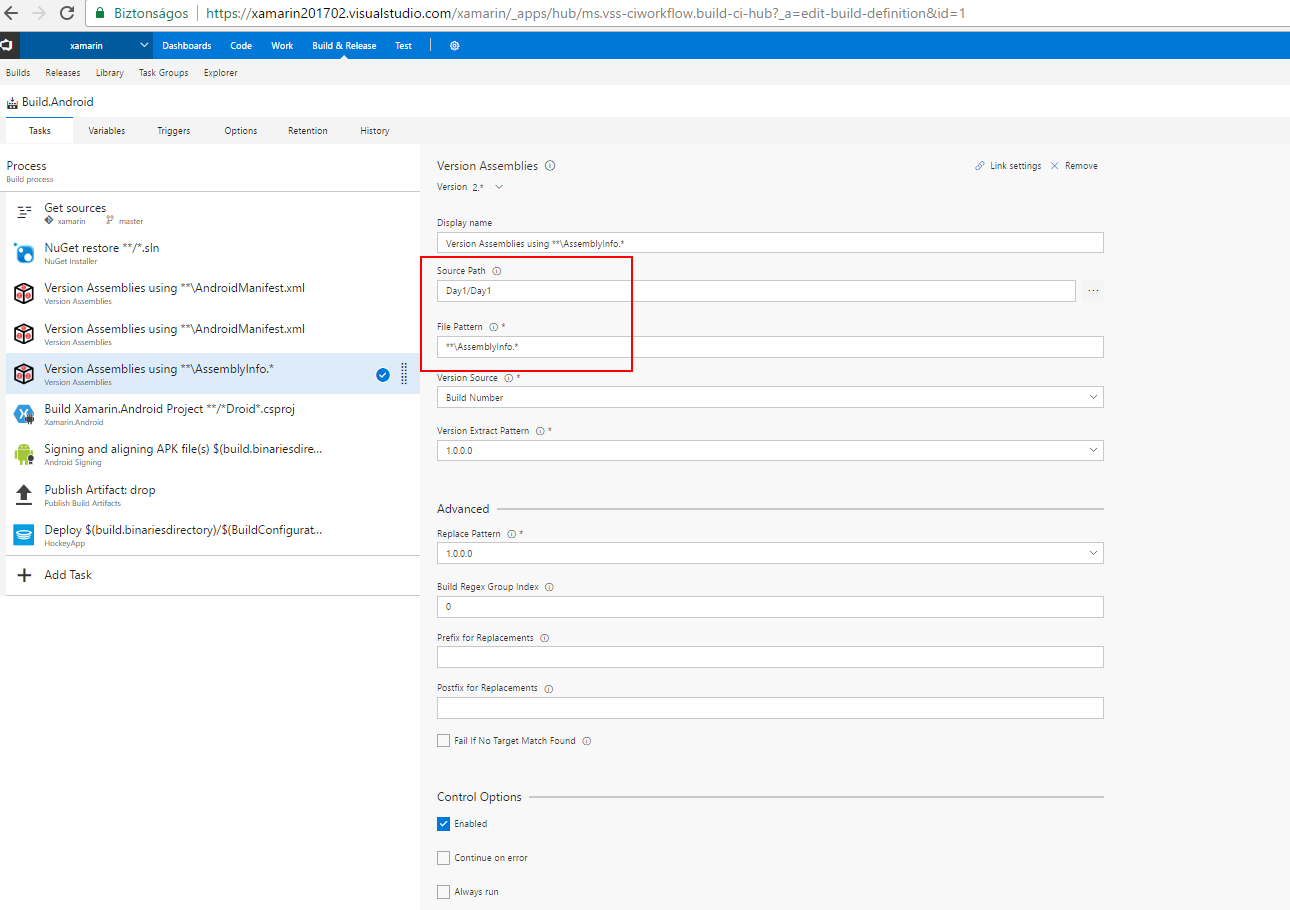 Biztonságos https://xamarin201702.visualstudio.com/xamarin/_apps/hub/ms.vss-ciworkflow.build-ci-hub?_a=edit-build-definition&id=1
xamarin Dashboards Code Work Build & Release Test
Builds Releases Library Task Groups Explorer
Build.Android
Tasks Variables Triggers Options Retention History
Process
Build process
Get sources
xamarin master
NuGet restore **/*.sln
NuGet Installer
Version Assemblies using **\AndroidManifest.xml
Version Assemblies
Version Assemblies using **\AndroidManifest.xml
Version Assemblies
Version Assemblies using **\AssemblyInfo.*
Version Assemblies
Build Xamarin.Android Project **/*Droid*.csproj
Xamarin.Android
Signing and aligning APK file(s) $(build.binariesdire...
Android Signing
Publish Artifact: drop
Publish Build Artifacts
Deploy $(build.binariesdirectory)/$(BuildConfigurat...
HockeyApp
Add Task
Version Assemblies
Link settings Remove
Version 2.*
Display name
Version Assemblies using **\AssemblyInfo.*
Source Path
Day1/Day1
...
File Pattern *
**\AssemblyInfo.*
Version Source *
Build Number
Version Extract Pattern *
1.0.0.0
Advanced
Replace Pattern *
1.0.0.0
Build Regex Group Index
0
Prefix for Replacements
Postfix for Replacements
Fail If No Target Match Found
Control Options
Enabled
Continue on error
Always run